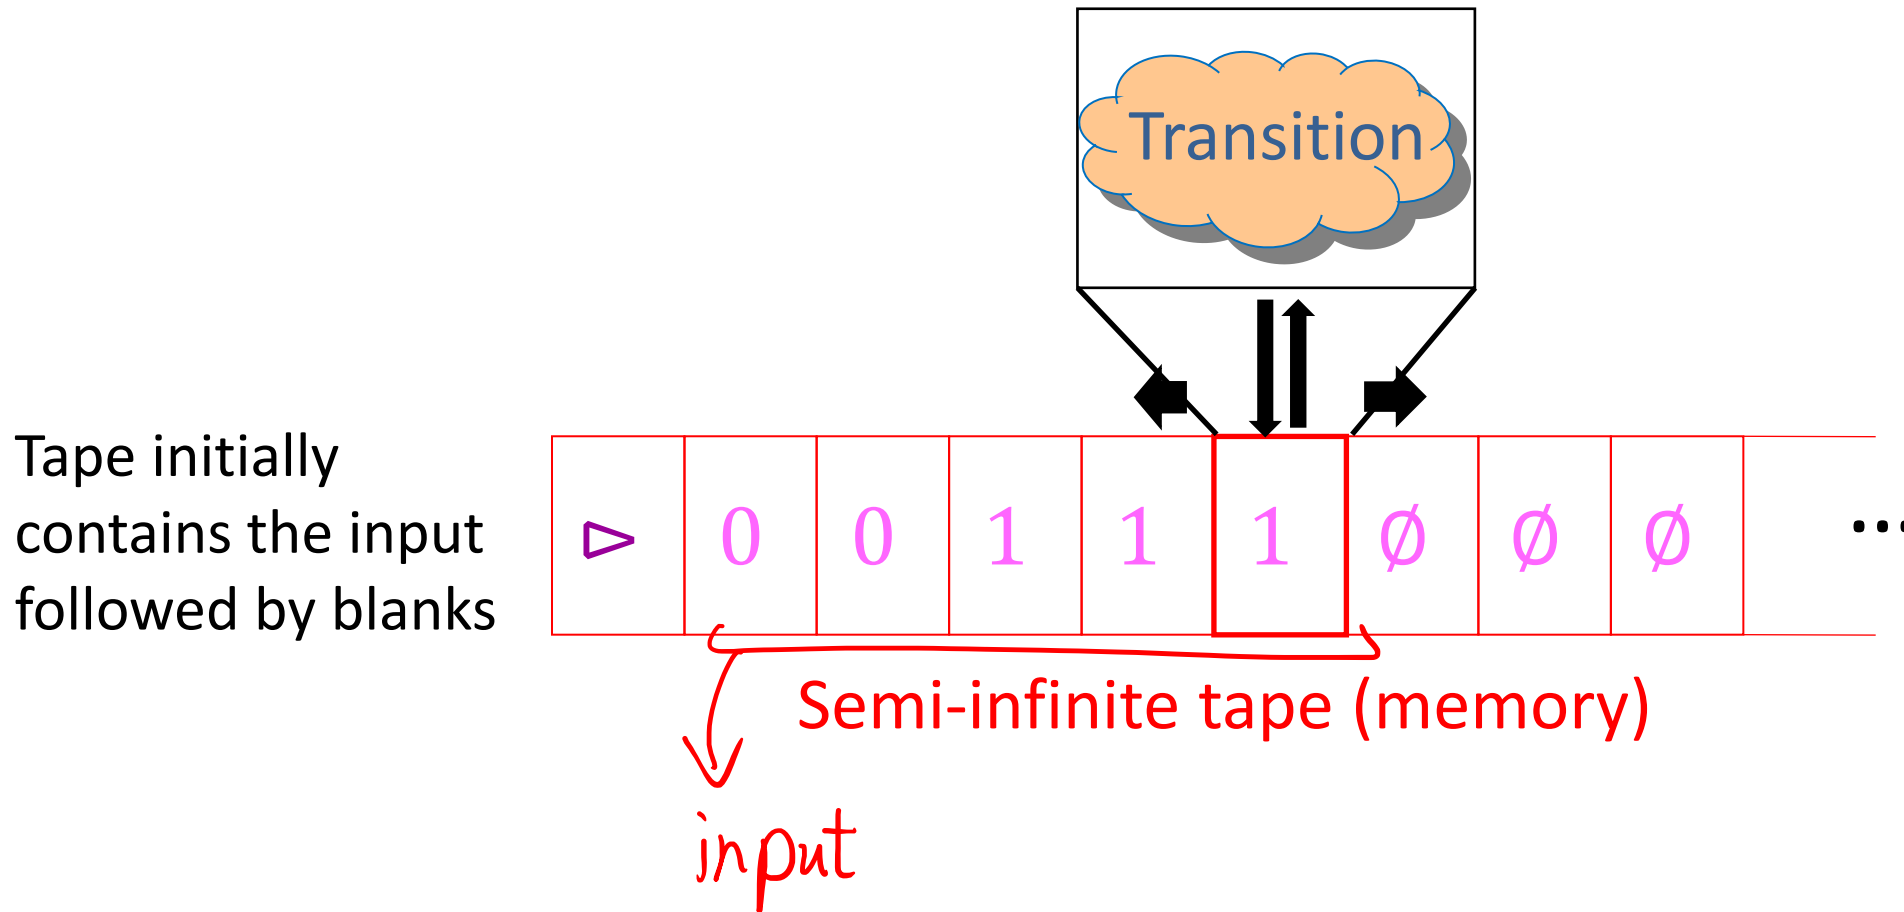 Transition
Tape initially
contains the input
followed by blanks
⊳ 0 0 1 1 1 ∅ ∅ ∅ ...
Semi-infinite tape (memory)
input